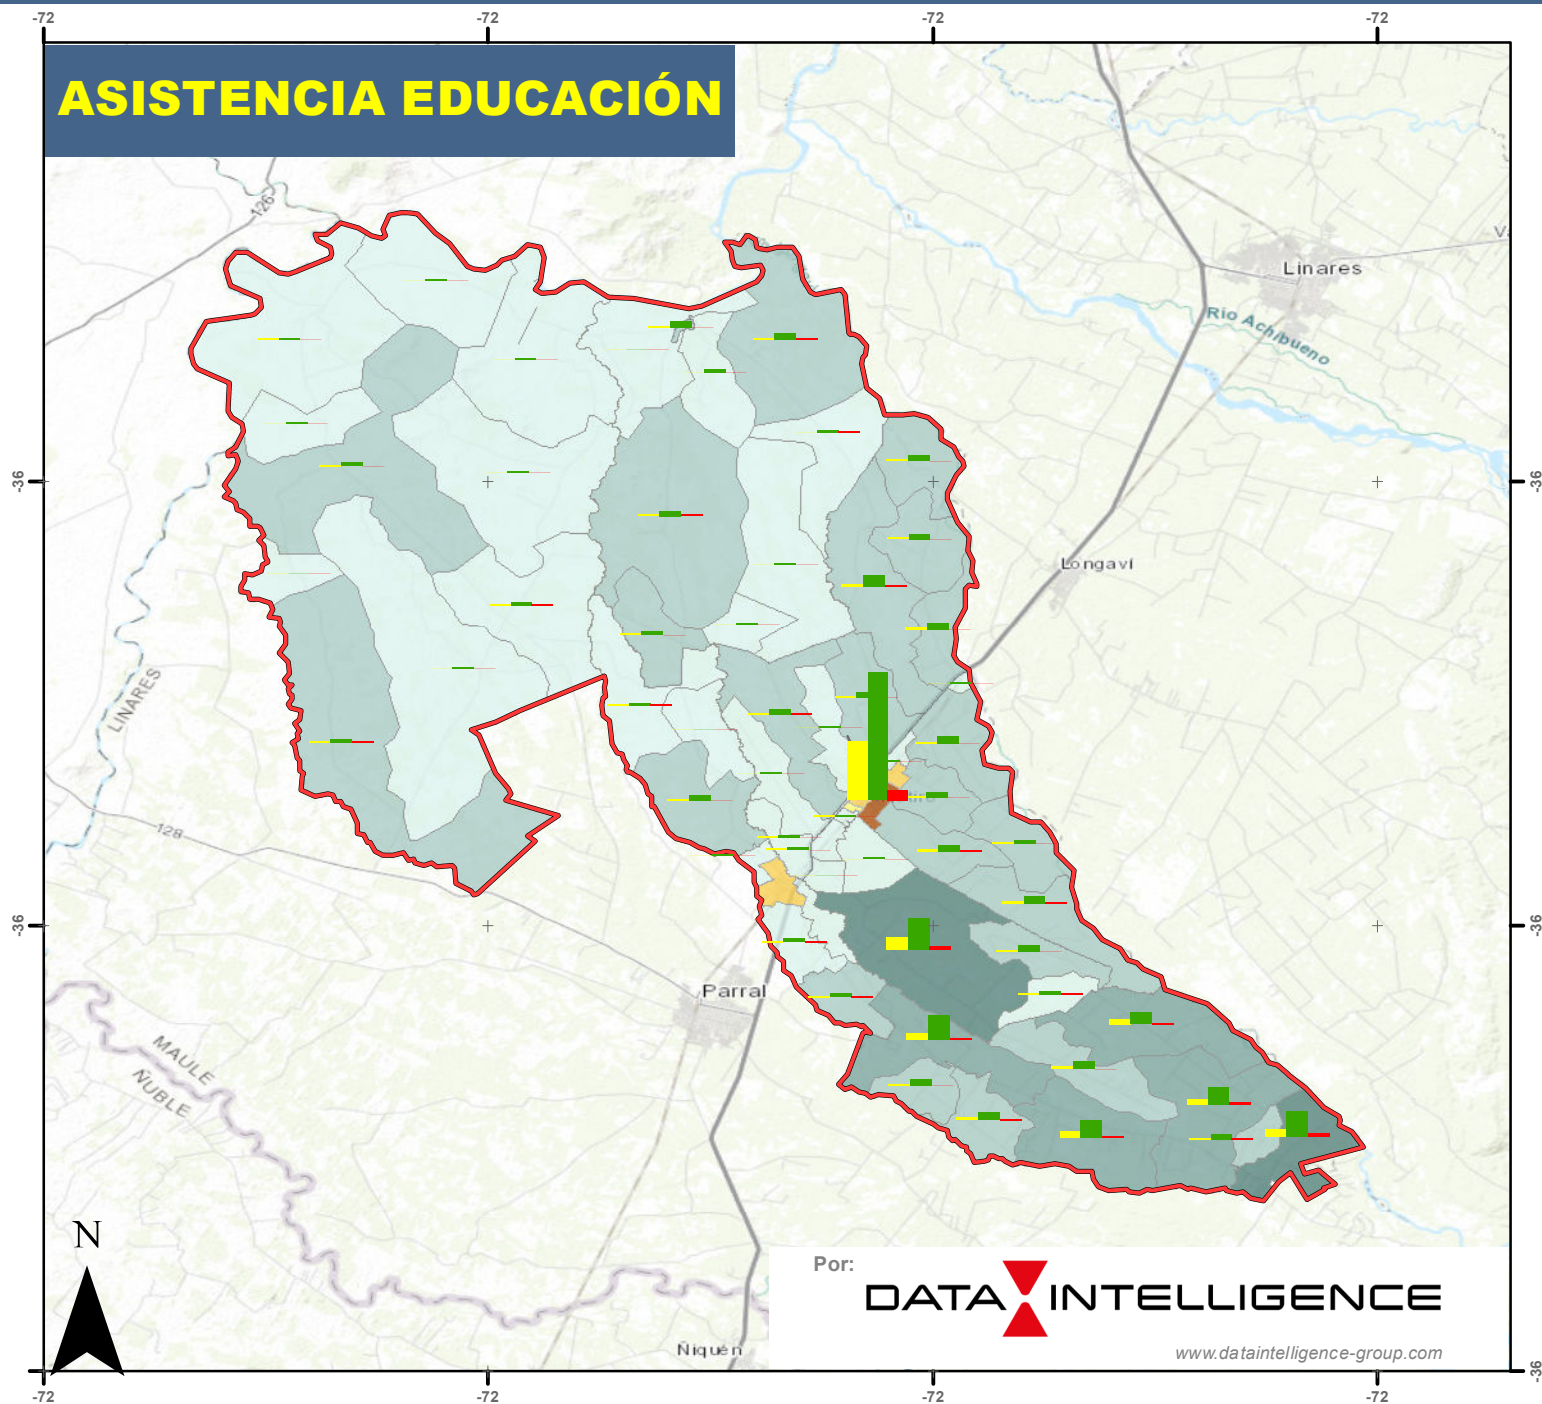 -72
-72
-72
-72
ASISTENCIA EDUCACIÓN
126
Linares
Rio Achibueno
-36
-36
Longaví
LINARES
128
-36
-36
Parral
MAULE
ÑUBLE
N
Por:
DATA INTELLIGENCE
Ñiquén
www.dataintelligence-group.com
-36
-72
-72
-72
-72